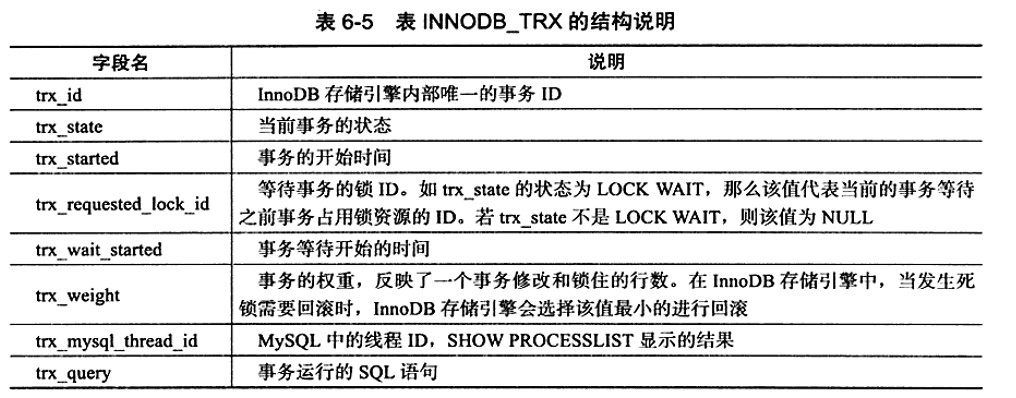 表 6-5 表 INNODB_TRX 的结构说明
字段名 说明
trx_id InnoDB 存储引擎内部唯一的事务 ID
trx_state 当前事务的状态
trx_started 事务的开始时间
trx_requested_lock_id 等待事务的锁 ID。如 trx_state 的状态为 LOCK WAIT，那么该值代表当前的事务等待
之前事务占用锁资源的 ID。若 trx_state 不是 LOCK WAIT，则该值为 NULL
trx_wait_started 事务等待开始的时间
trx_weight 事务的权重，反映了一个事务修改和锁住的行数。在 InnoDB 存储引擎中，当发生死
锁需要回滚时，InnoDB 存储引擎会选择该值最小的进行回滚
trx_mysql_thread_id MySQL 中的线程 ID，SHOW PROCESSLIST 显示的结果
trx_query 事务运行的 SQL 语句